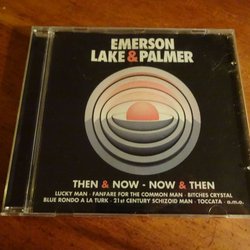 EMERSON
LAKE & PALMER
THEN & NOW - NOW & THEN
LUCKY MAN · FANFARE FOR THE COMMON MAN · BITCHES CRYSTAL
BLUE RONDO A LA TURK · 21st CENTURY SCHIZOID MAN · TOCCATA · a.m.o.